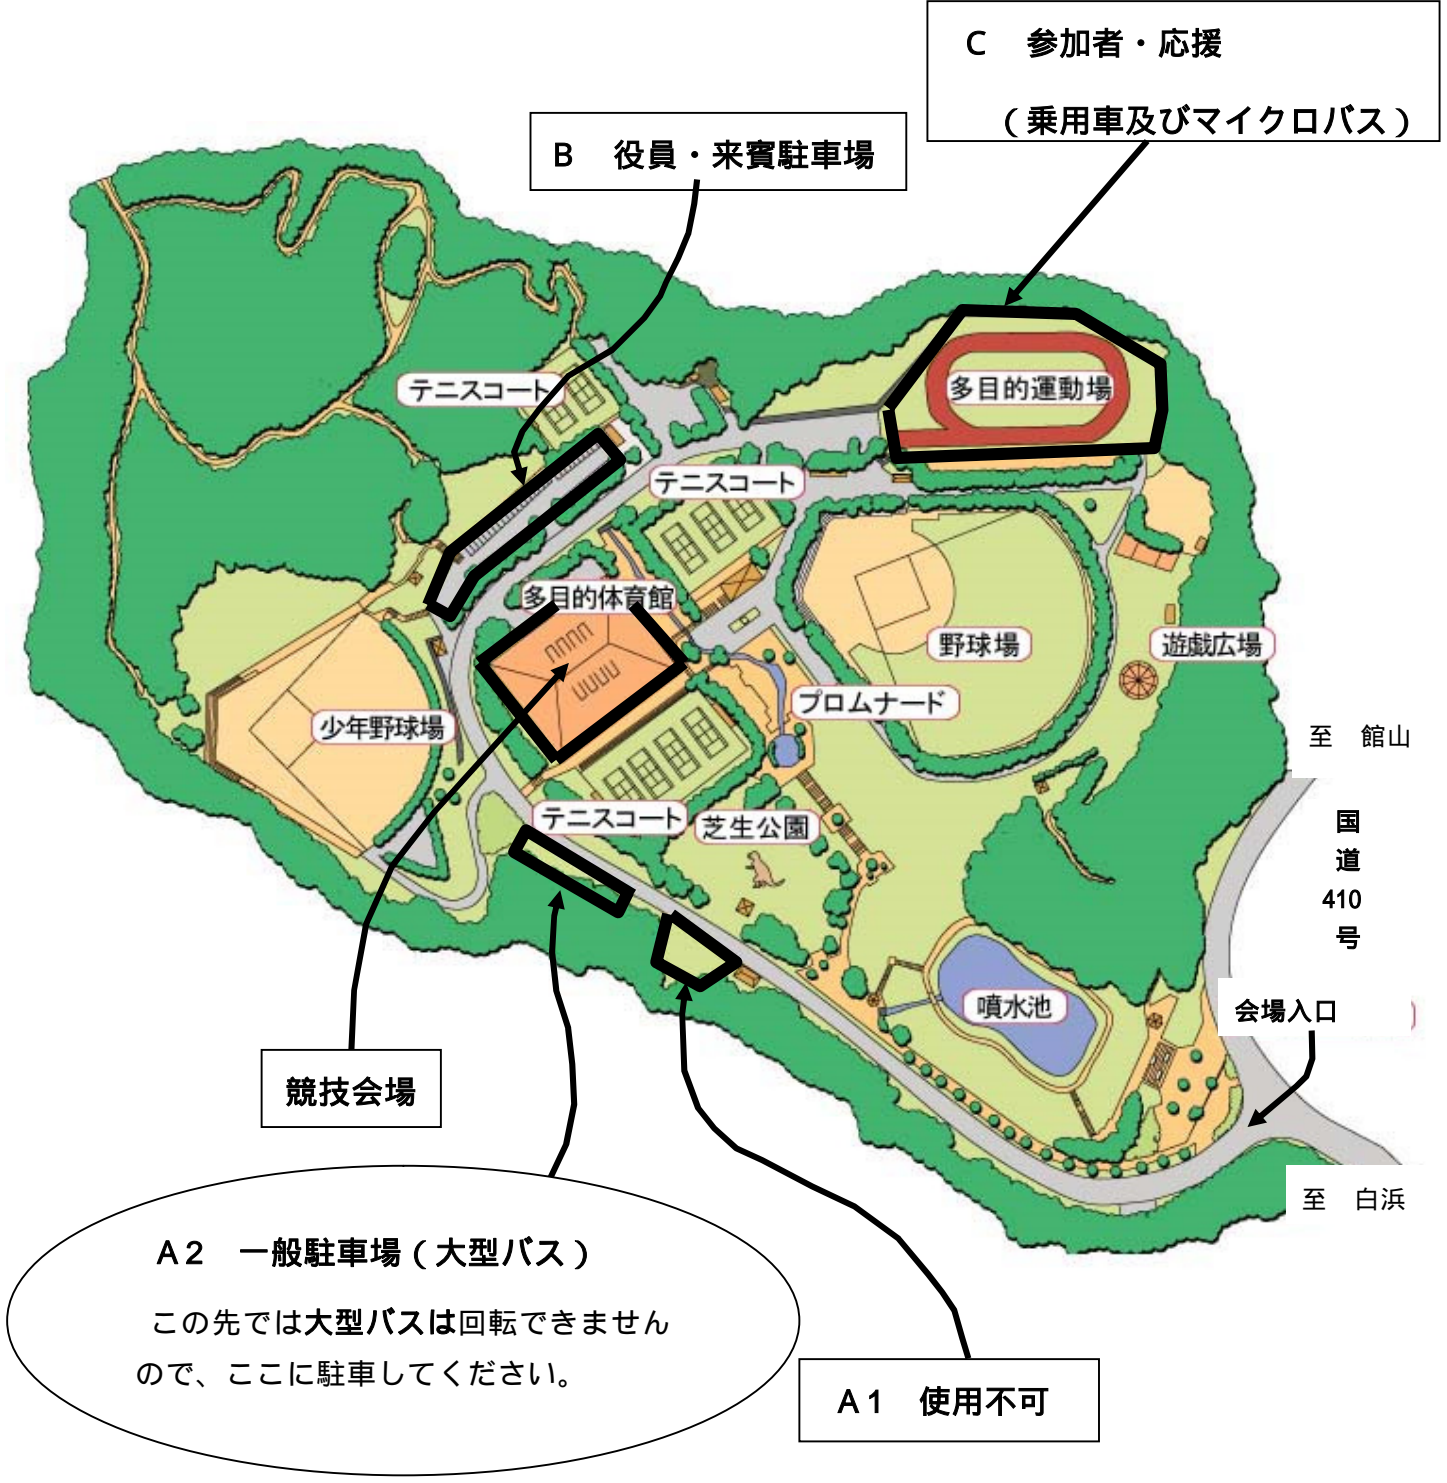 C　参加者・応援
（乗用車及びマイクロバス）
B　役員・来賓駐車場
テニスコート
多目的運動場
テニスコート
多目的体育館
野球場
遊戯広場
プロムナード
少年野球場
至　館山
テニスコート
芝生公園
国
道
410
号
噴水池
会場入口
競技会場
至　白浜
A2　一般駐車場（大型バス）
この先では大型バスは回転できません
ので、ここに駐車してください。
A1　使用不可